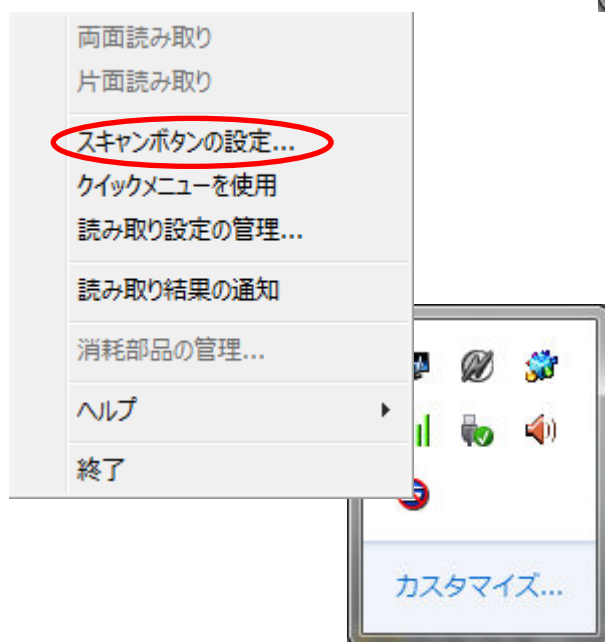 両面読み取り
片面読み取り
スキャンボタンの設定...
クイックメニューを使用
読み取り設定の管理...
読み取り結果の通知
消耗部品の管理...
ヘルプ
終了
カスタマイズ...